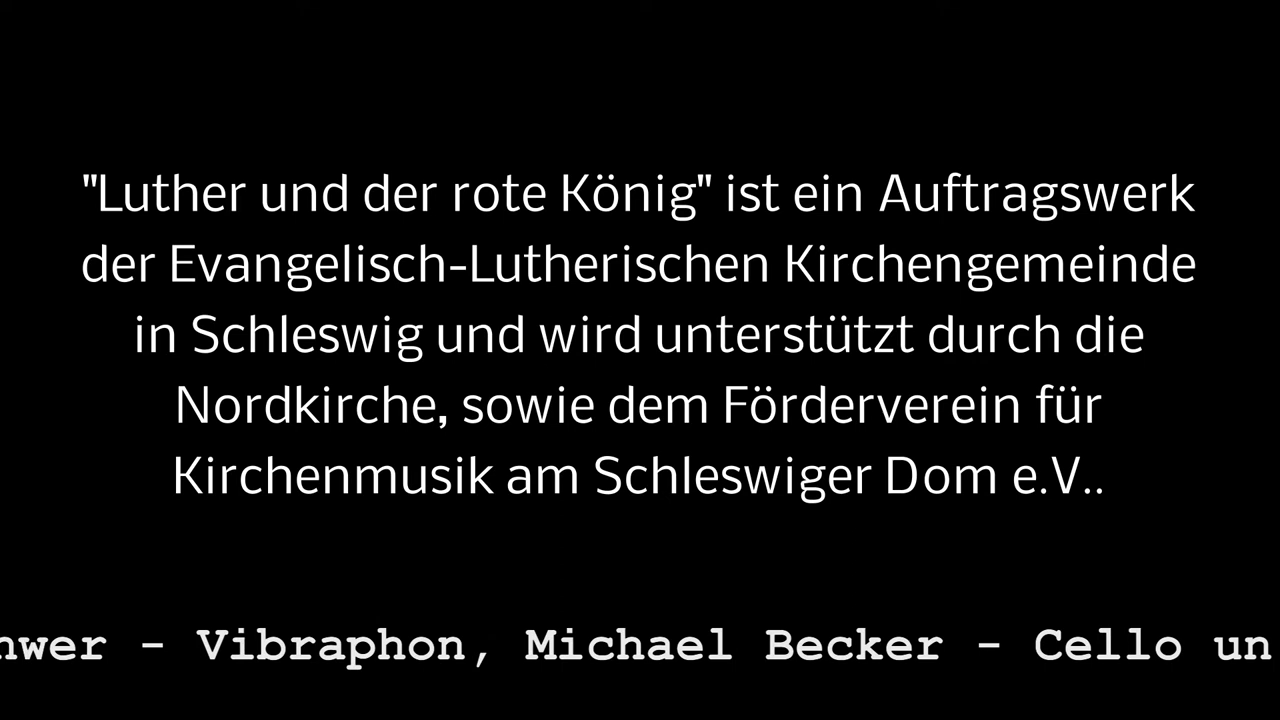 "Luther und der rote König" ist ein Auftragswerk
der Evangelisch-Lutherischen Kirchengemeinde
in Schleswig und wird unterstützt durch die
Nordkirche, sowie dem Förderverein für
Kirchenmusik am Schleswiger Dom e.V..
- Vibraphon, Michael Becker - Cello un